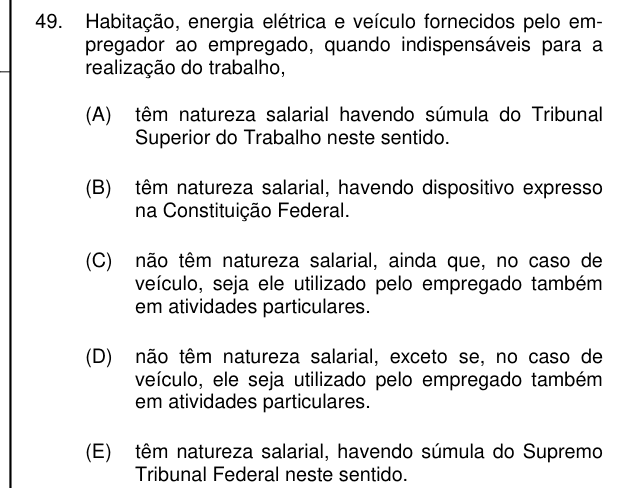 49. Habitação, energia elétrica e veículo fornecidos pelo em-
pregador ao empregado, quando indispensáveis para a
realização do trabalho,
(A) têm natureza salarial havendo súmula do Tribunal
Superior do Trabalho neste sentido.
(B) têm natureza salarial, havendo dispositivo expresso
na Constituição Federal.
(C) não têm natureza salarial, ainda que, no caso de
veículo, seja ele utilizado pelo empregado também
em atividades particulares.
(D) não têm natureza salarial, exceto se, no caso de
veículo, ele seja utilizado pelo empregado também
em atividades particulares.
(E) têm natureza salarial, havendo súmula do Supremo
Tribunal Federal neste sentido.